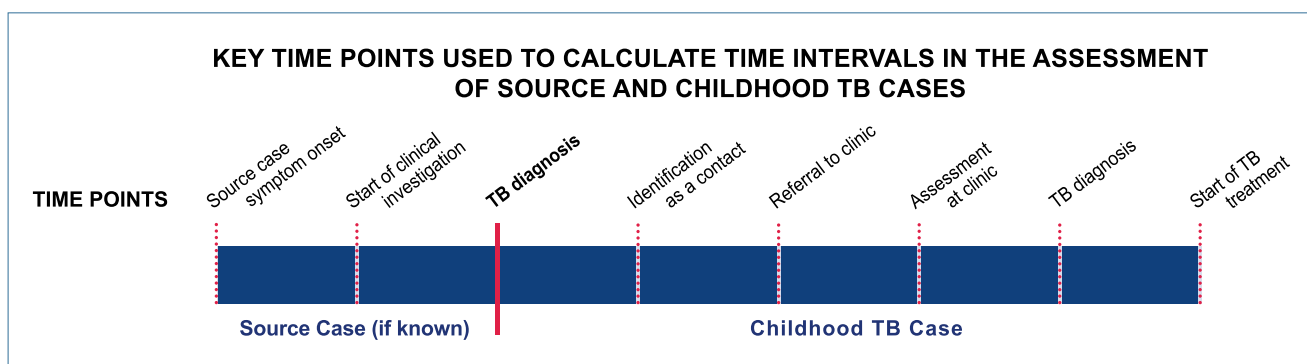 KEY TIME POINTS USED TO CALCULATE TIME INTERVALS IN THE ASSESSMENT
OF SOURCE AND CHILDHOOD TB CASES
TIME POINTS
Source case
symptom onset
Start of clinical
investigation
TB diagnosis
Identification
as a contact
Referral to clinic
Assessment
at clinic
TB diagnosis
Start of TB
treatment
Source Case (if known)
Childhood TB Case